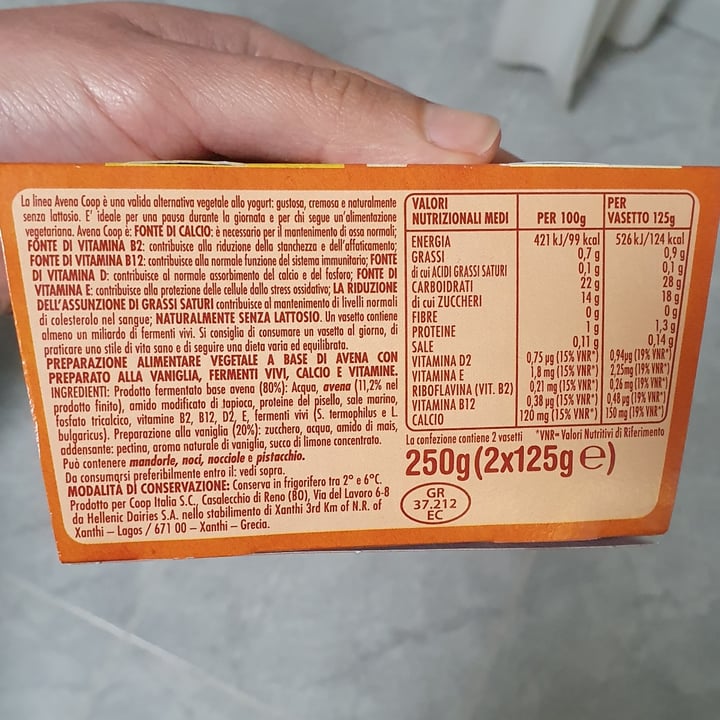 La linea Avena Coop è una valida alternativa vegetale allo yogurt: gustosa, cremosa e naturalmente
senza lattosio. E' ideale per una pausa durante la giornata e per chi segue un'alimentazione
vegetariana. Avena Coop è: FONTE DI CALCIO: è necessario per il mantenimento di ossa normali;
FONTE DI VITAMINA B2: contribuisce alla riduzione della stanchezza e dell'affaticamento;
FONTE DI VITAMINA B12: contribuisce alla normale funzione del sistema immunitario; FONTE
DI VITAMINA D: contribuisce al normale assorbimento del calcio e del fosforo; FONTE DI
VITAMINA E: contribuisce alla protezione delle cellule dallo stress ossidativo; LA RIDUZIONE
DELL'ASSUNZIONE DI GRASSI SATURI contribuisce al mantenimento di livelli normali
di colesterolo nel sangue; NATURALMENTE SENZA LATTOSIO. Un vasetto contiene
almeno un miliardo di fermenti vivi. Si consiglia di consumare un vasetto al giorno, di
praticare uno stile di vita sano e di seguire una dieta varia ed equilibrata.
PREPARAZIONE ALIMENTARE VEGETALE A BASE DI AVENA CON
PREPARATO ALLA VANIGLIA, FERMENTI VIVI, CALCIO E VITAMINE.
INGREDIENTI: Prodotto fermentato base avena (80%): Acqua, avena (11,2% nel
prodotto finito), amido modificato di tapioca, proteine del pisello, sale marino,
fosfato tricalcico, vitamine B2, B12, D2, E, fermenti vivi (S. termophilus e L.
bulgaricus). Preparazione alla vaniglia (20%): zucchero, acqua, amido di mais,
addensante: pectina, aroma naturale di vaniglia, succo di limone concentrato.
Può contenere mandorle, noci, nocciole e pistacchio.
Da consumarsi preferibilmente entro il: vedi sopra.
MODALITÀ DI CONSERVAZIONE: Conserva in frigorifero tra 2° e 6°C.
Prodotto per Coop Italia S.C., Casalecchio di Reno (BO), Via del Lavoro 6-8
da Hellenic Dairies S.A. nello stabilimento di Xanthi 3rd Km of N.R. of
Xanthi – Lagos / 671 00 – Xanthi – Grecia.
VALORI NUTRIZIONALI MEDI PER 100g PER VASETTO 125g
ENERGIA 421 kJ/99 kcal 526 kJ/124 kcal
GRASSI 0,7 g 0,9 g
di cui ACIDI GRASSI SATURI 0,1 g 0,1 g
CARBOIDRATI 22 g 28 g
di cui ZUCCHERI 14 g 18 g
FIBRE 0 g 0 g
PROTEINE 1 g 1,3 g
SALE 0,11 g 0,14 g
VITAMINA D2 0,75 µg (15% VNR*) 0,94µg (19% VNR*)
VITAMINA E 1,8 mg (15% VNR*) 2,25mg (19% VNR*)
RIBOFLAVINA (VIT. B2) 0,21 mg (15% VNR*) 0,26 mg (19% VNR*)
VITAMINA B12 0,38 µg (15% VNR*) 0,48 µg (19% VNR*)
CALCIO 120 mg (15% VNR*) 150 mg (19% VNR*)
La confezione contiene 2 vasetti *VNR= Valori Nutritivi di Riferimento
250g (2x125g e)
GR
37.212
EC